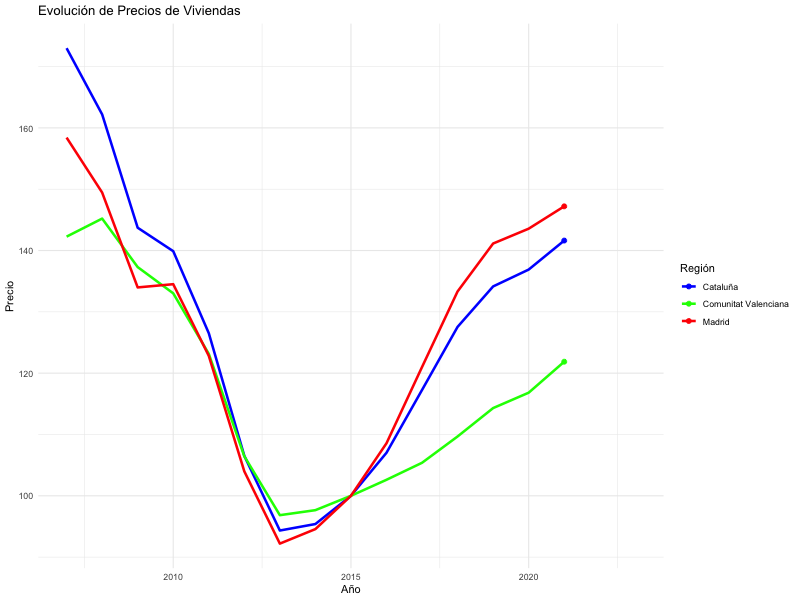 Evolución de Precios de Viviendas
Precio
160
140
120
100
2010
2015
2020
Año
Región
Cataluña
Comunitat Valenciana
Madrid